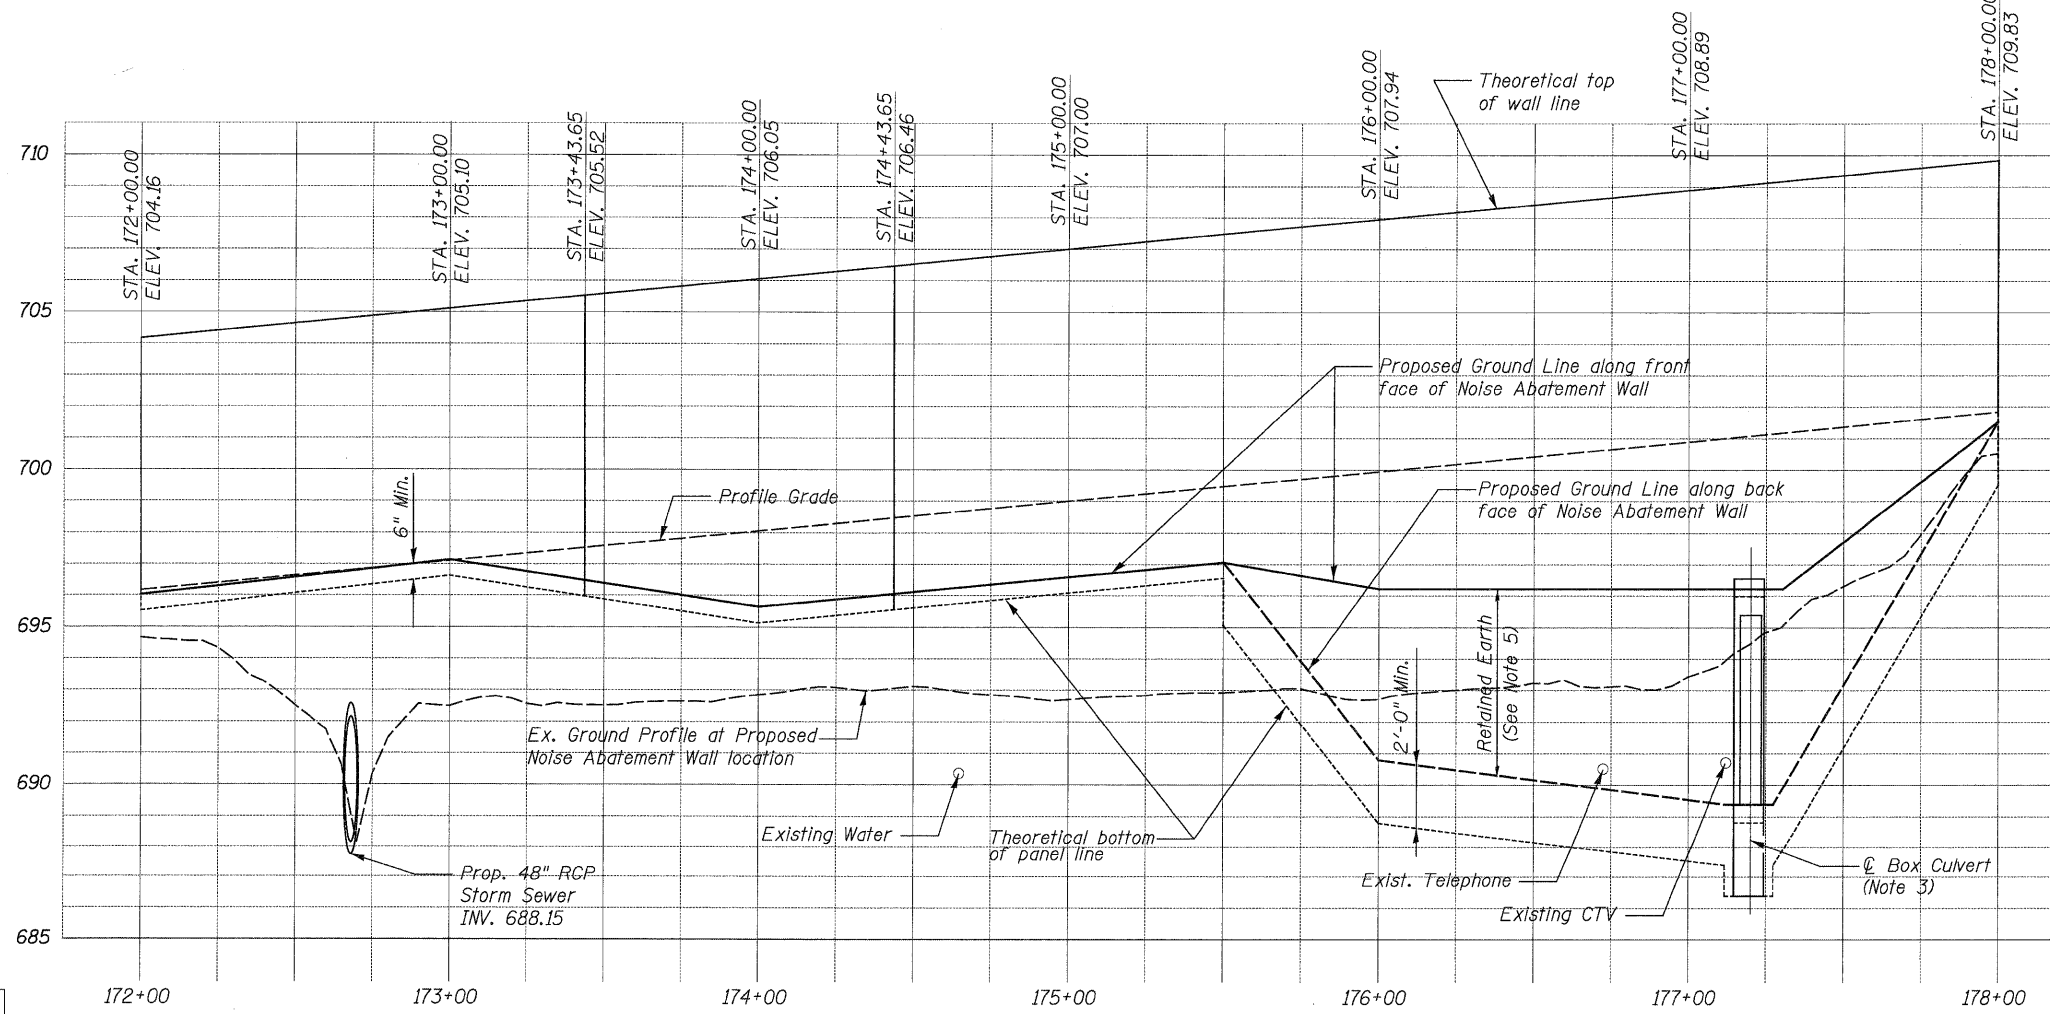 STA. 172+00.00
ELEV. 704.16
STA. 173+00.00
ELEV. 705.10
STA. 173+43.65
ELEV. 705.52
STA. 174+00.00
ELEV. 706.05
STA. 174+43.65
ELEV. 706.46
STA. 175+00.00
ELEV. 707.00
STA. 176+00.00
ELEV. 707.94
STA. 177+00.00
ELEV. 708.89
STA. 178+00.00
ELEV. 709.83
Theoretical top
of wall line
710
705
700
695
690
685
Proposed Ground Line along front
face of Noise Abatement Wall
6" Min.
Profile Grade
Proposed Ground Line along back
face of Noise Abatement Wall
Retained Earth
(See Note 5)
2'-0" Min.
Ex. Ground Profile at Proposed
Noise Abatement Wall location
Existing Water
Theoretical bottom
of panel line
Prop. 48" RCP
Storm Sewer
INV. 688.15
Exist. Telephone
Existing CTV
℄ Box Culvert
(Note 3)
172+00
173+00
174+00
175+00
176+00
177+00
178+00